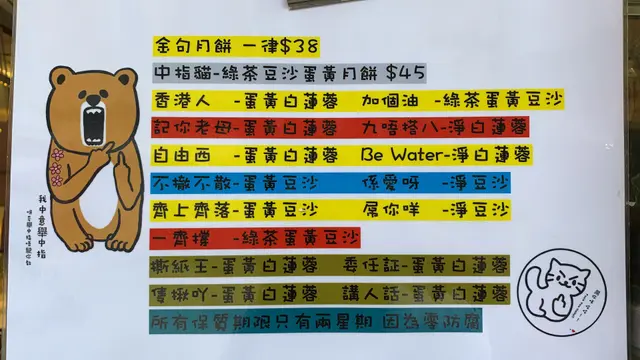 金句月餅 一律$38
中指貓-綠茶豆沙蛋黃月餅 $45
香港人 -蛋黃白蓮蓉 加個油 -綠茶蛋黃豆沙
記你老母-蛋黃白蓮蓉 九唔搭八-淨白蓮蓉
自由西 -蛋黃白蓮蓉 Be Water-淨白蓮蓉
不撤不散-蛋黃豆沙 係愛呀 -淨豆沙
齊上齊落-蛋黃豆沙 屌你咩 -淨豆沙
一齊撐 -綠茶蛋黃豆沙
撕紙王-蛋黃白蓮蓉 委任証-蛋黃白蓮蓉
隻揪吖-蛋黃白蓮蓉 講人話-蛋黃白蓮蓉
所有保質期限只有兩星期 因為零防腐
我中意舉中指